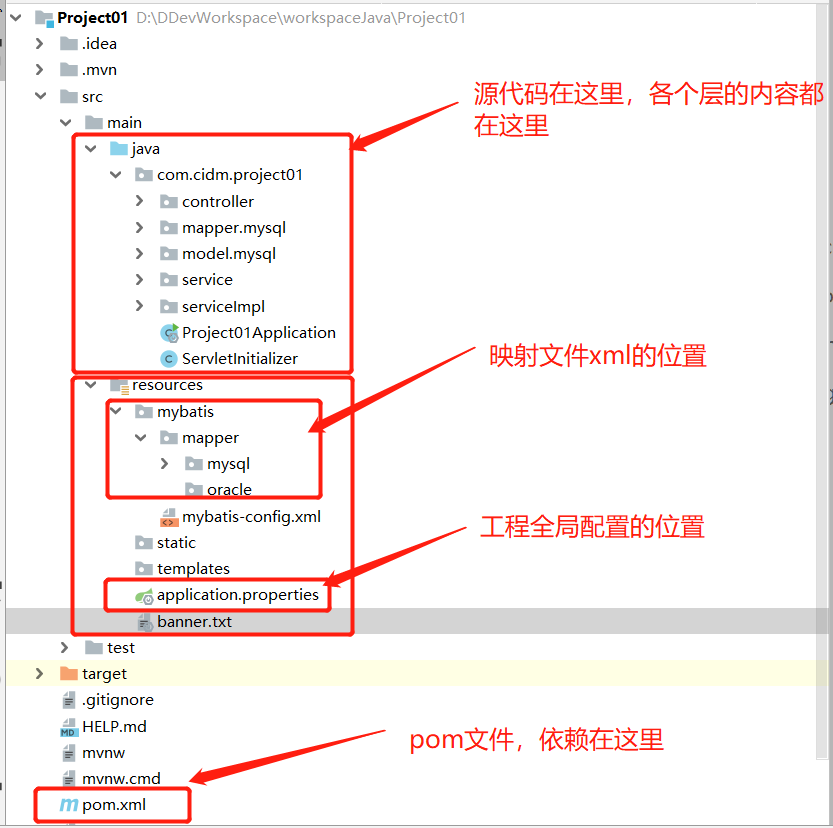 Project01 D:\DDevWorkspace\workspaceJava\Project01
.idea
.mvn
src
main
java
com.cidm.project01
controller
mapper.mysql
model.mysql
service
serviceImpl
Project01Application
ServletInitializer
resources
mybatis
mapper
mysql
oracle
mybatis-config.xml
static
templates
application.properties
banner.txt
test
target
.gitignore
HELP.md
mvnw
mvnw.cmd
pom.xml
源代码在这里，各个层的内容都
在这里
映射文件xml的位置
工程全局配置的位置
pom文件，依赖在这里